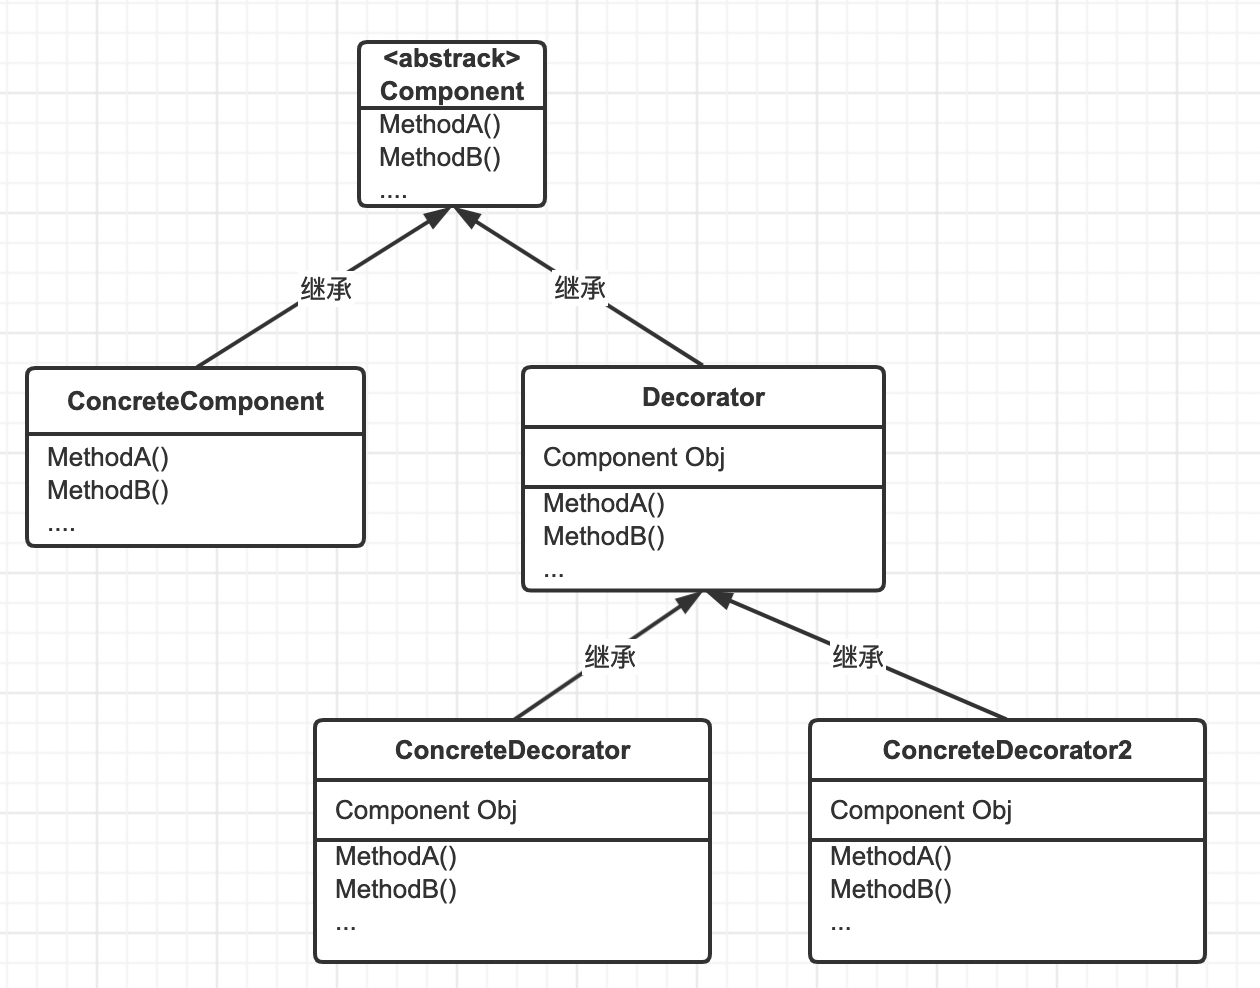 <abstrack>
Component
MethodA()
MethodB()
....
继承
继承
ConcreteComponent
MethodA()
MethodB()
....
Decorator
Component Obj
MethodA()
MethodB()
...
继承
继承
ConcreteDecorator
Component Obj
MethodA()
MethodB()
...
ConcreteDecorator2
Component Obj
MethodA()
MethodB()
...